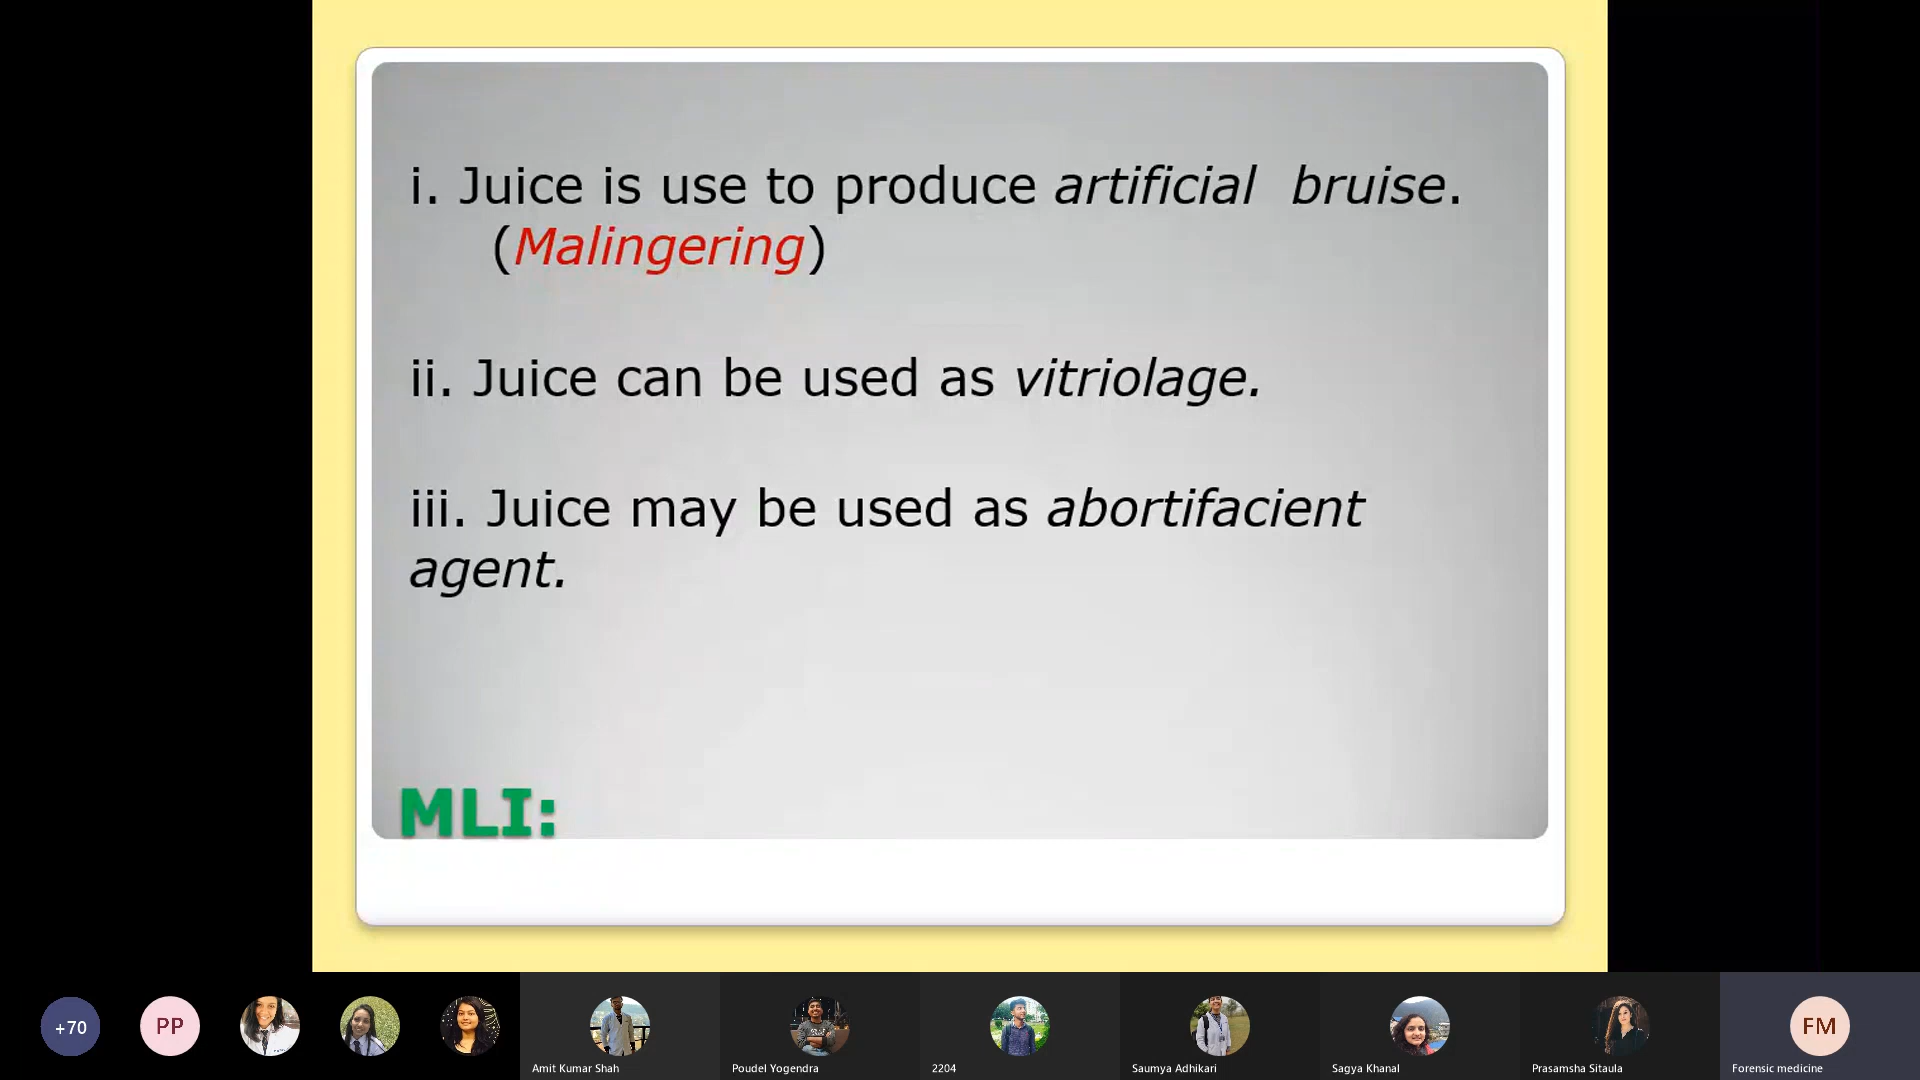 i. Juice is use to produce artificial bruise.
(Malingering)
ii. Juice can be used as vitriolage.
iii. Juice may be used as abortifacient
agent.
MLI:
+70
PP
FM
Amit Kumar Shah
Poudel Yogendra
2204
Saumya Adhikari
Sagya Khanal
Prasamsha Sitaula
Forensic medicine